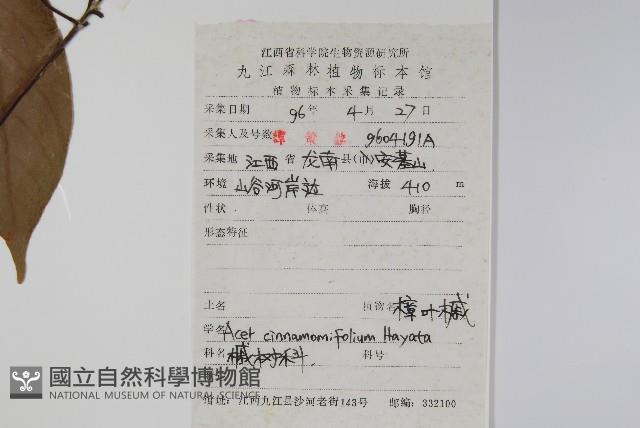 江西省科学院生物资源研究所
九江森林植物标本馆
植物标本采集记录
采集日期 96年 4月 27日
采集人及号数 9604191A
采集地 江西 省 龙南 县(市) 安基山
环境 山谷河岸边 海拔 410 m
性状 体高 胸径
形态特征
土名 植物名 樟叶槭
学名 Acer cinnamomifolium Hayata
科名 槭树科 科号
國立自然科學博物館
NATIONAL MUSEUM OF NATURAL SCIENCE
地址:江西九江县沙河老街143号 邮编:332100